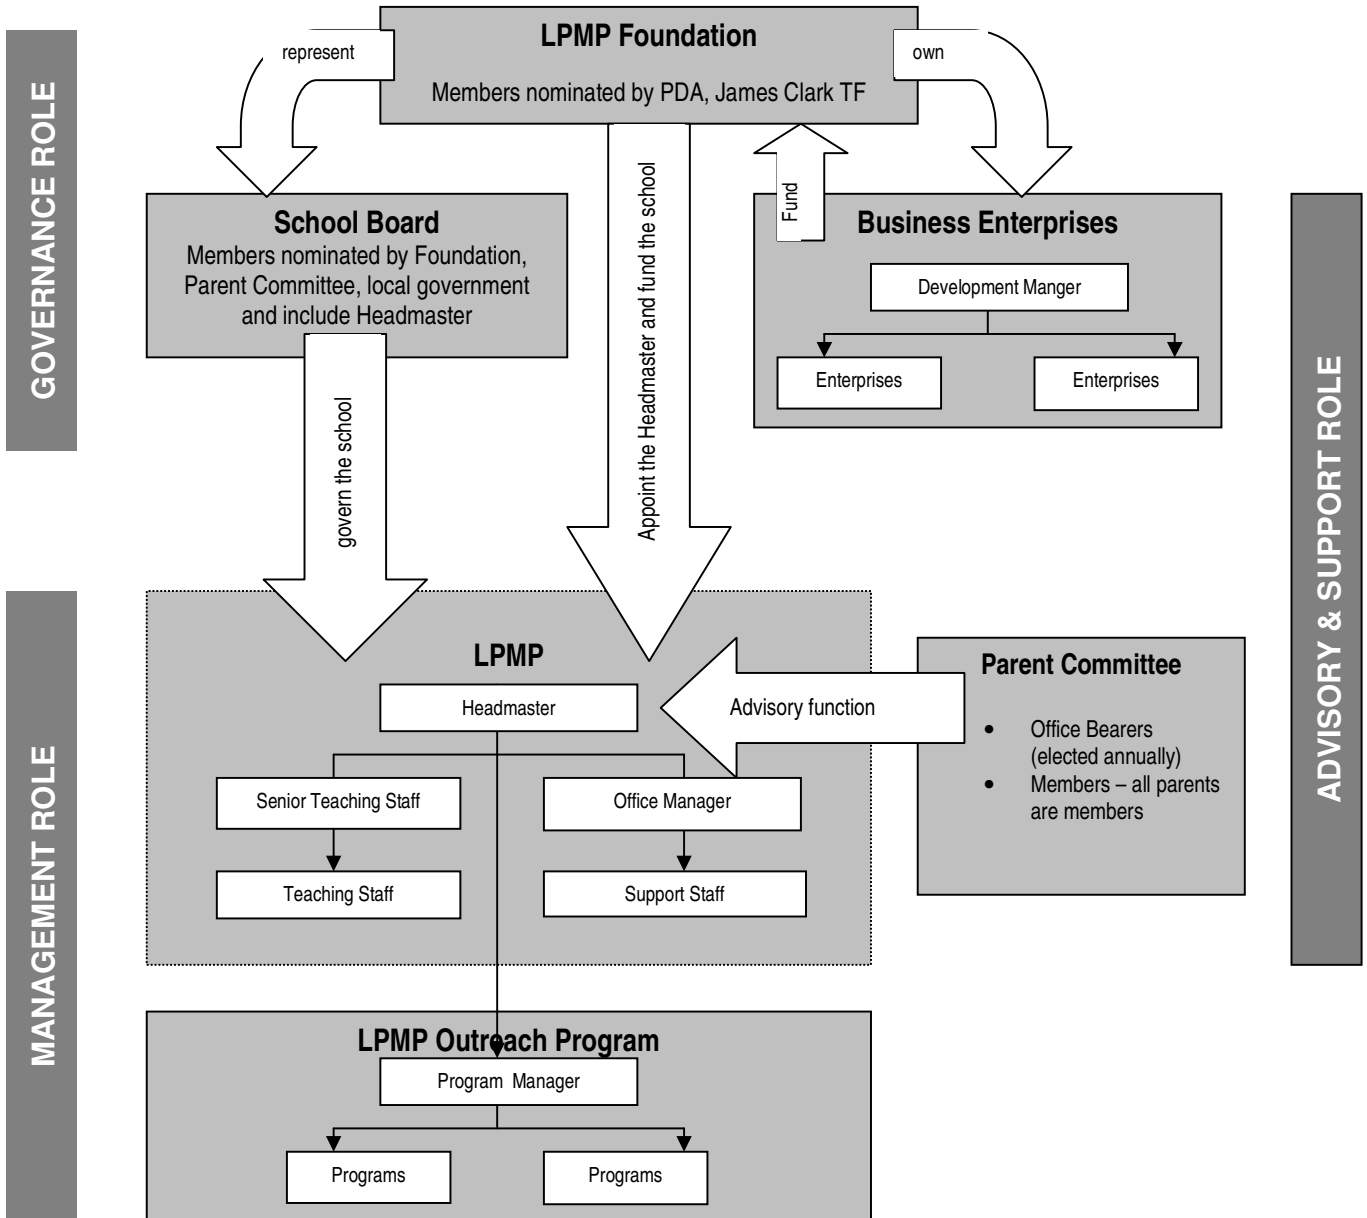 LPMP Foundation
Members nominated by PDA, James Clark TF
represent
own
GOVERNANCE ROLE
School Board
Members nominated by Foundation,
Parent Committee, local government
and include Headmaster
Appoint the Headmaster and fund the school
Fund
Business Enterprises
Development Manger
Enterprises
Enterprises
govern the school
ADVISORY & SUPPORT ROLE
MANAGEMENT ROLE
LPMP
Headmaster
Advisory function
Senior Teaching Staff
Office Manager
Teaching Staff
Support Staff
Parent Committee
• Office Bearers
(elected annually)
• Members – all parents
are members
LPMP Outreach Program
Program Manager
Programs
Programs